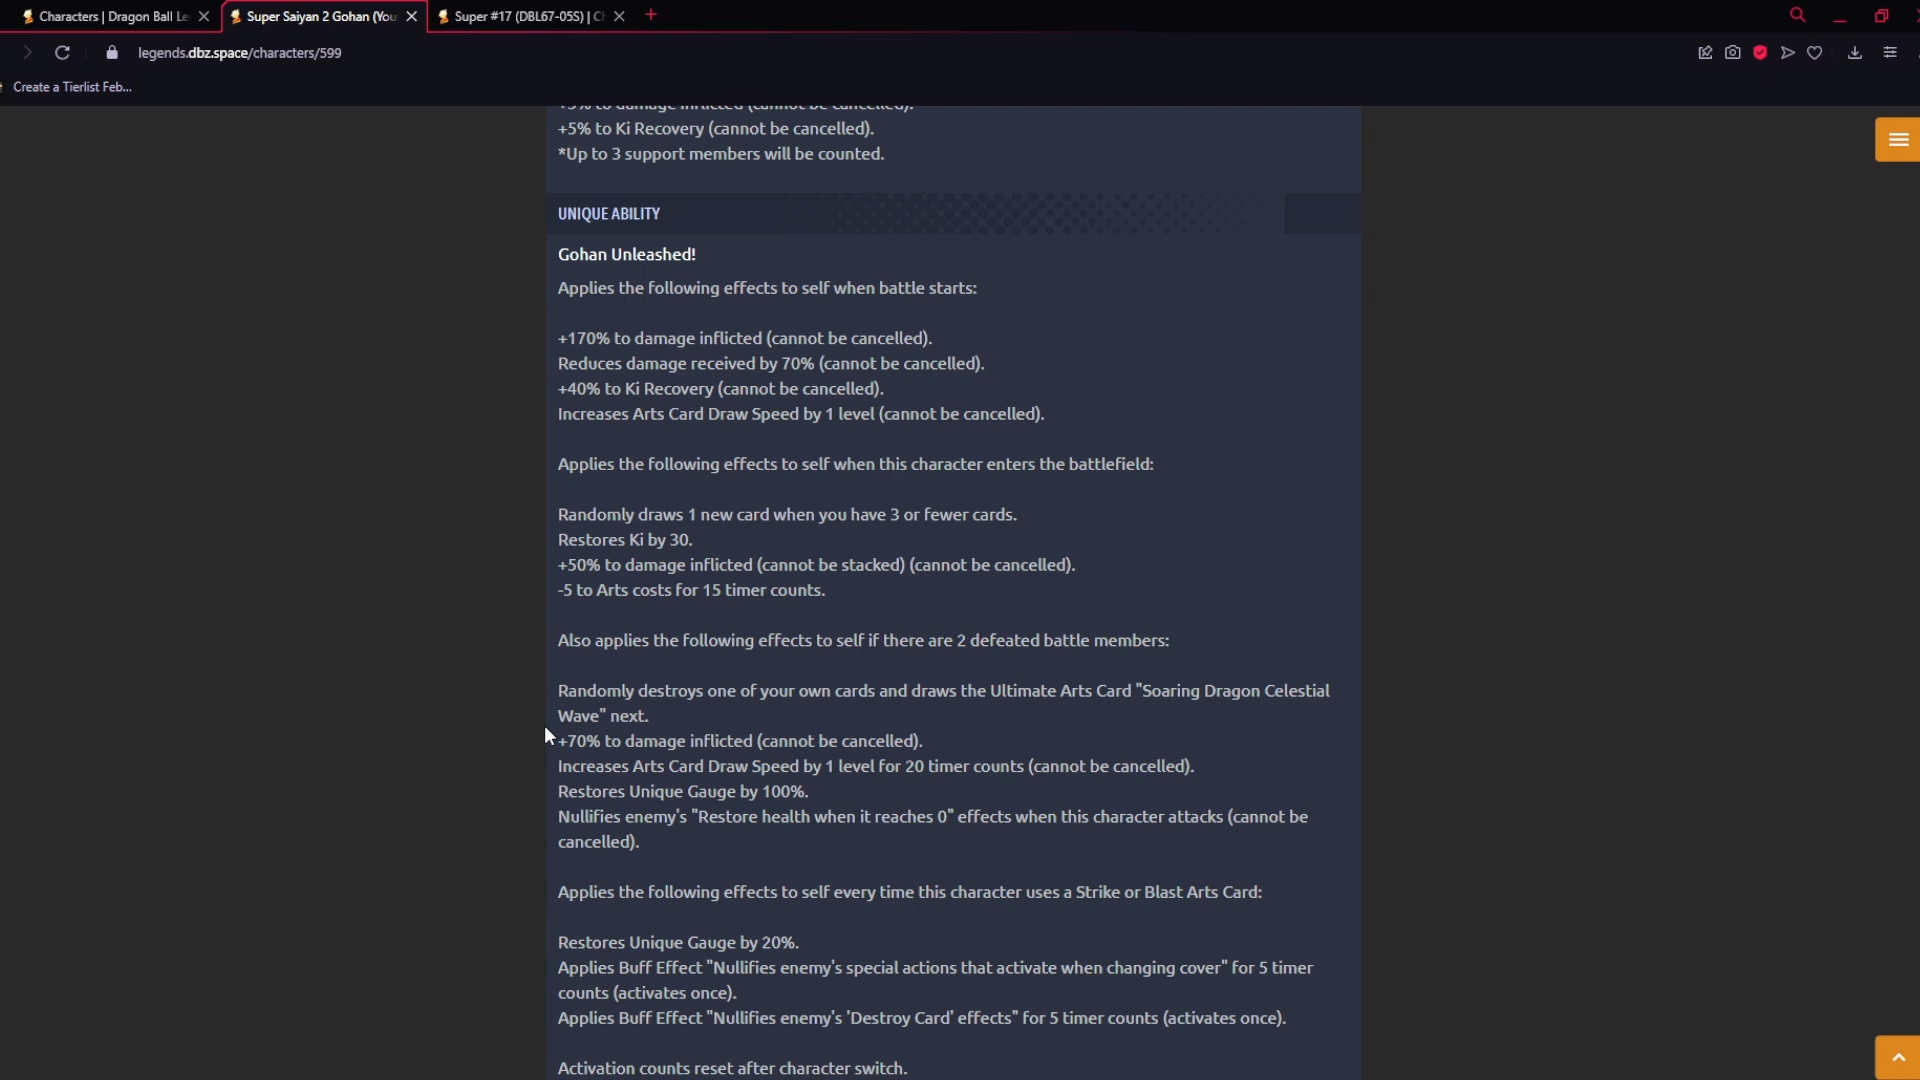 Characters | Dragon Ball Le
Super Saiyan 2 Gohan (You
Super #17 (DBL67-05S) | C
legends.dbz.space/characters/599
Create a Tierlist Feb...
to damage inflicted (cannot be cancelled).
+5% to Ki Recovery (cannot be cancelled).
*Up to 3 support members will be counted.
UNIQUE ABILITY
Gohan Unleashed!
Applies the following effects to self when battle starts:
+170% to damage inflicted (cannot be cancelled).
Reduces damage received by 70% (cannot be cancelled).
+40% to Ki Recovery (cannot be cancelled).
Increases Arts Card Draw Speed by 1 level (cannot be cancelled).
Applies the following effects to self when this character enters the battlefield:
Randomly draws 1 new card when you have 3 or fewer cards.
Restores Ki by 30.
+50% to damage inflicted (cannot be stacked) (cannot be cancelled).
-5 to Arts costs for 15 timer counts.
Also applies the following effects to self if there are 2 defeated battle members:
Randomly destroys one of your own cards and draws the Ultimate Arts Card "Soaring Dragon Celestial
Wave" next.
+70% to damage inflicted (cannot be cancelled).
Increases Arts Card Draw Speed by 1 level for 20 timer counts (cannot be cancelled).
Restores Unique Gauge by 100%.
Nullifies enemy's "Restore health when it reaches 0" effects when this character attacks (cannot be
cancelled).
Applies the following effects to self every time this character uses a Strike or Blast Arts Card:
Restores Unique Gauge by 20%.
Applies Buff Effect "Nullifies enemy's special actions that activate when changing cover" for 5 timer
counts (activates once).
Applies Buff Effect "Nullifies enemy's 'Destroy Card' effects" for 5 timer counts (activates once).
Activation counts reset after character switch.